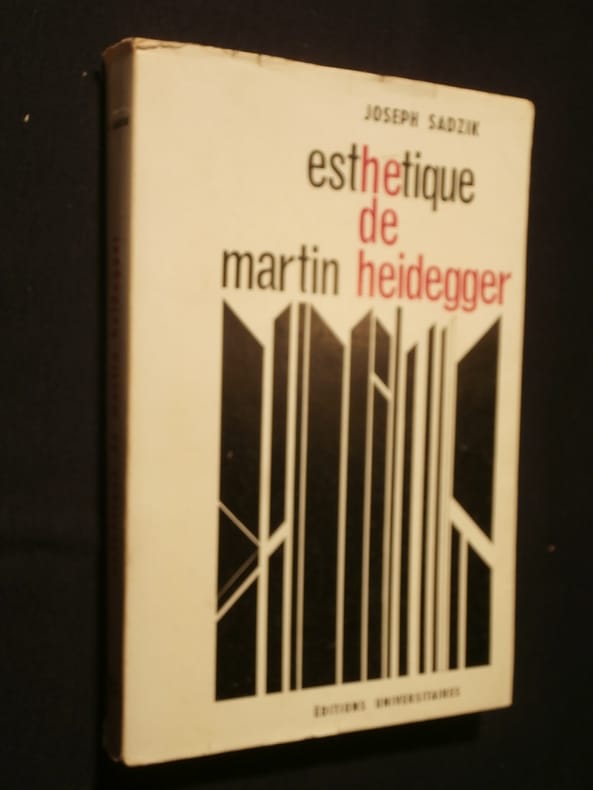 JOSEPH SADZIK
esthetique
de
martin heidegger
ÉDITIONS UNIVERSITAIRES